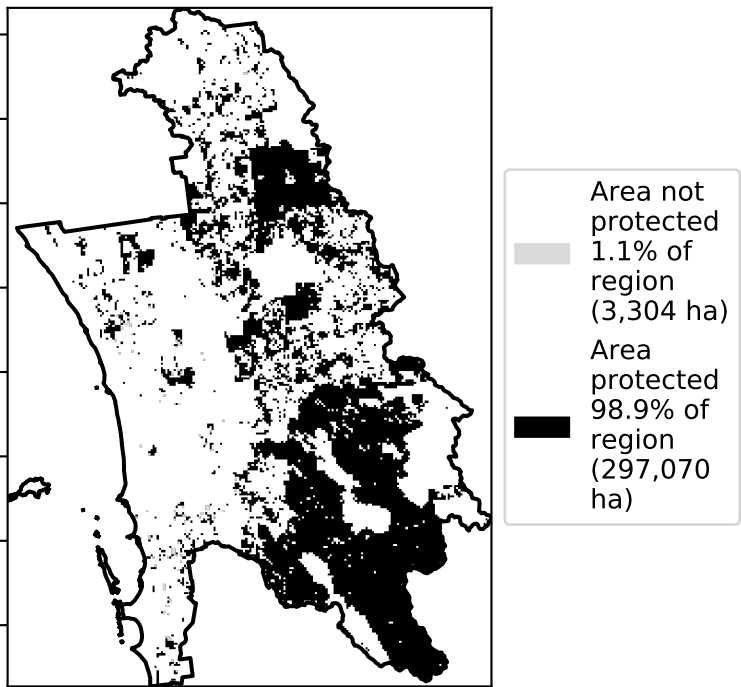 Area not
protected
1.1% of
region
(3,304 ha)
Area
protected
98.9% of
region
(297,070
ha)